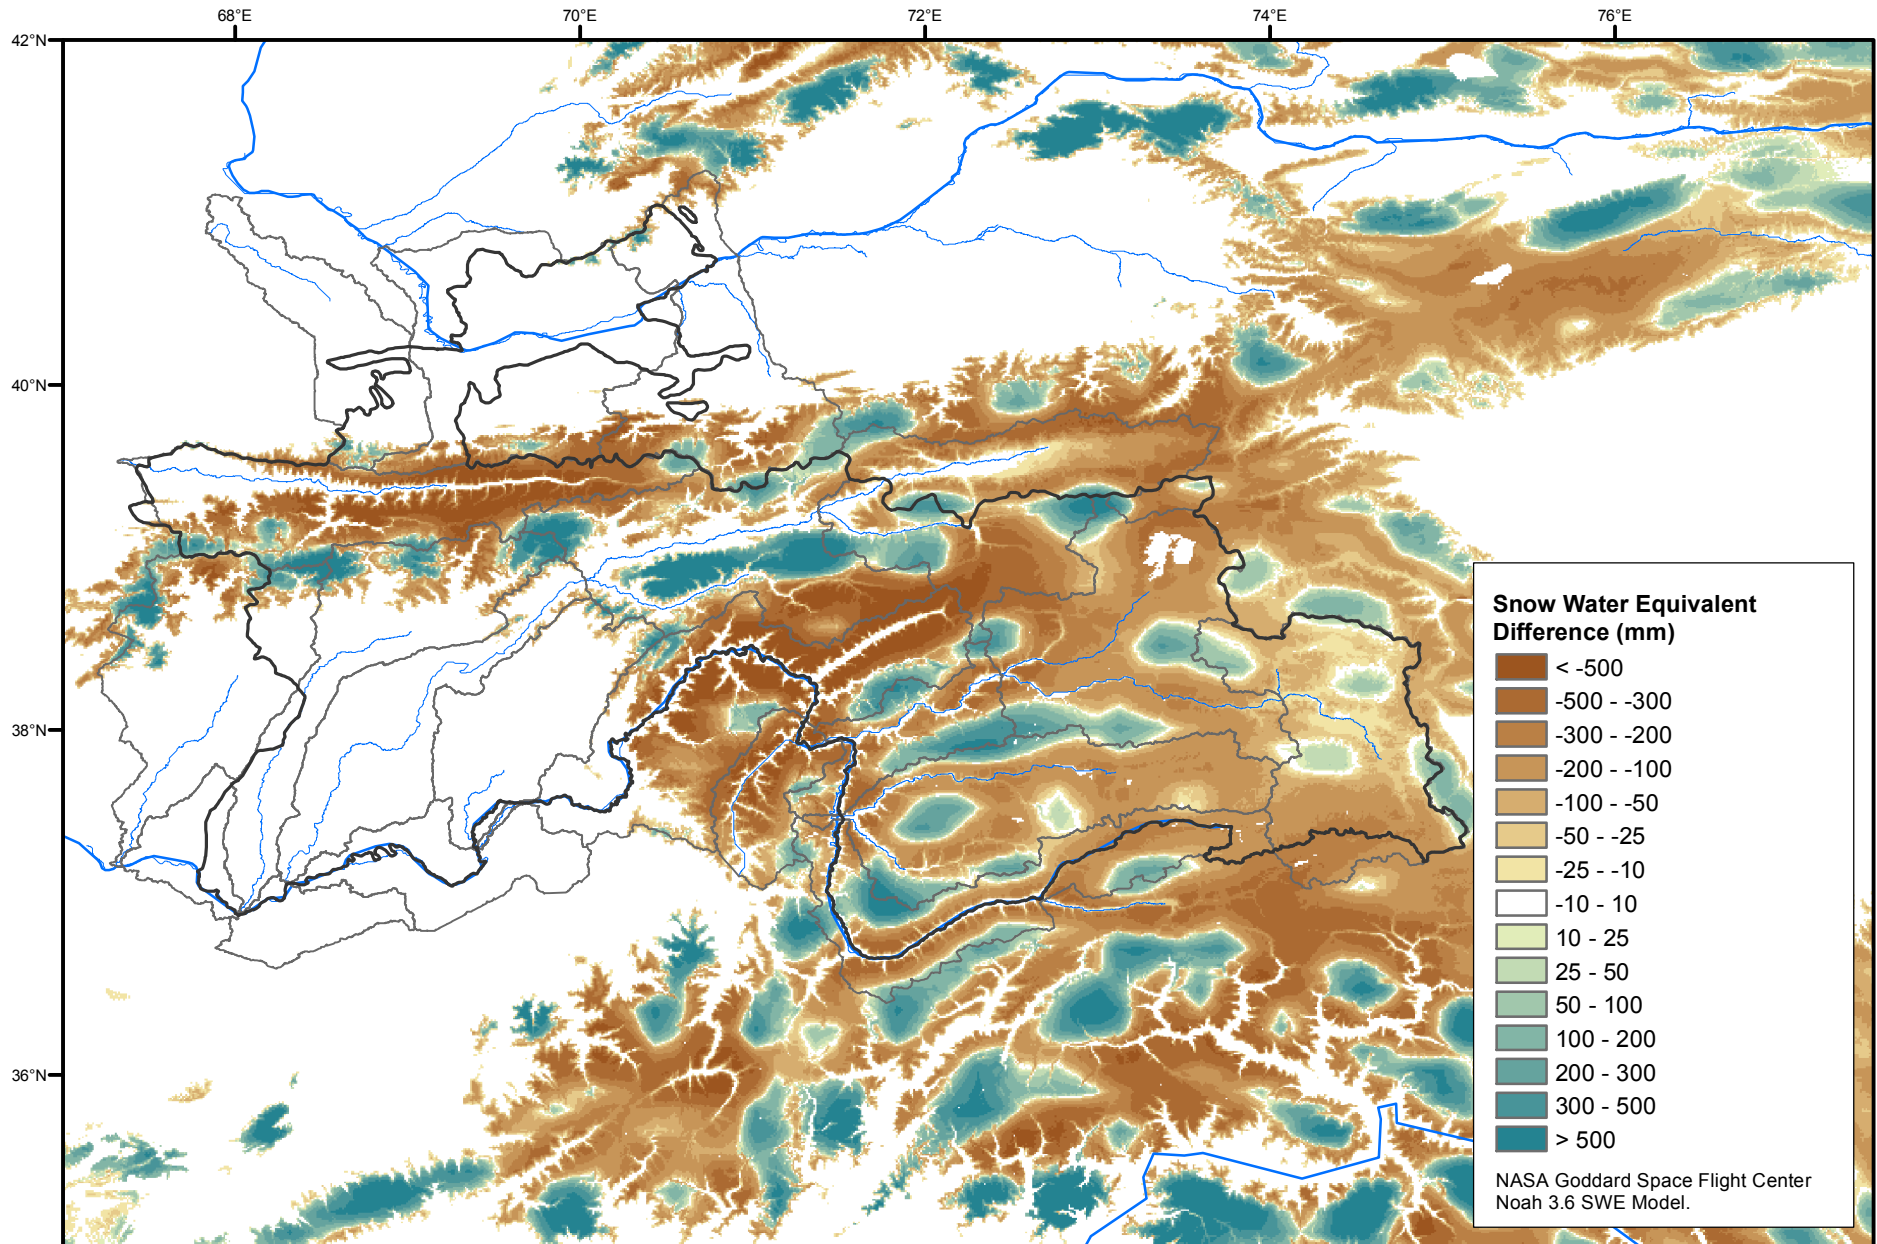 68°E
70°E
72°E
74°E
76°E
42°N
40°N
38°N
36°N
Snow Water Equivalent
Difference (mm)
< -500
-500 - -300
-300 - -200
-200 - -100
-100 - -50
-50 - -25
-25 - -10
-10 - 10
10 - 25
25 - 50
50 - 100
100 - 200
200 - 300
300 - 500
> 500
NASA Goddard Space Flight Center
Noah 3.6 SWE Model.